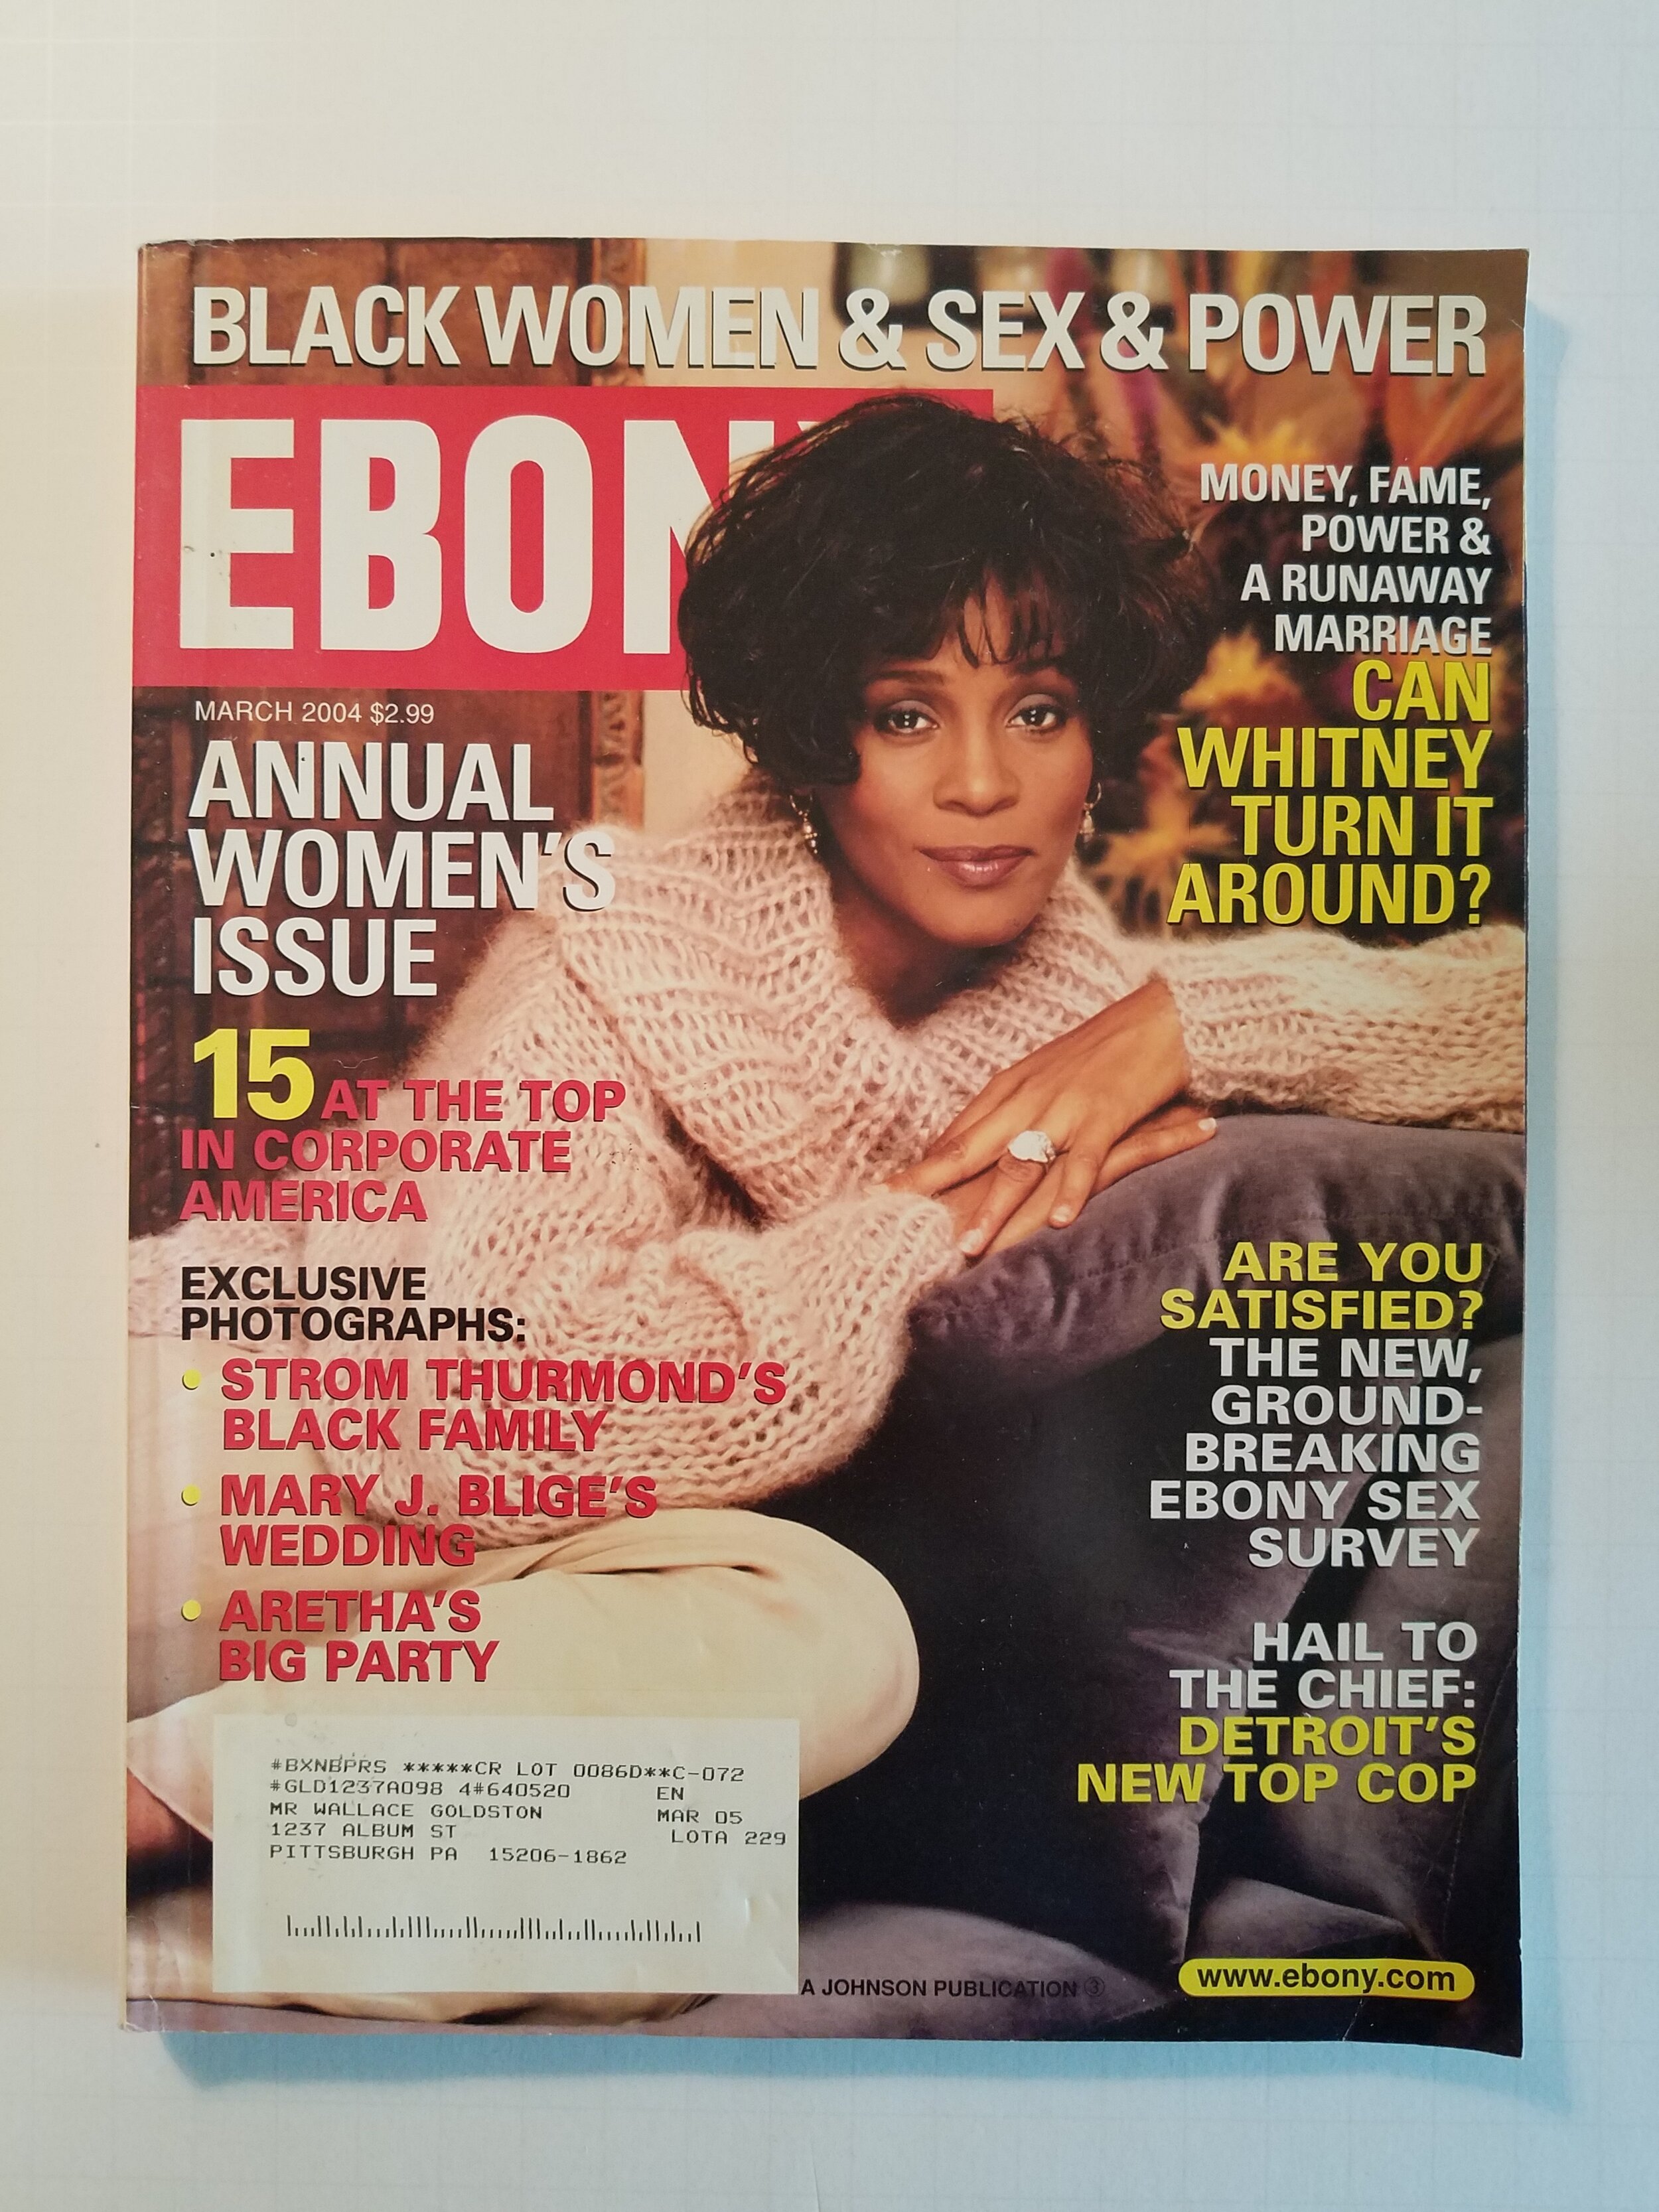 BLACK WOMEN & SEX & POWER
EBONY
MARCH 2004 $2.99
ANNUAL
WOMEN'S
ISSUE
15 AT THE TOP
IN CORPORATE
AMERICA
EXCLUSIVE
PHOTOGRAPHS:
• STROM THURMOND'S
BLACK FAMILY
• MARY J. BLIGE'S
WEDDING
• ARETHA'S
BIG PARTY
MONEY, FAME,
POWER &
A RUNAWAY
MARRIAGE
CAN
WHITNEY
TURN IT
AROUND?
ARE YOU
SATISFIED?
THE NEW,
GROUND-
BREAKING
EBONY SEX
SURVEY
HAIL TO
THE CHIEF:
DETROIT'S
NEW TOP COP
#BXNBPRS *****CR LOT 0086D**C-072
#GLD1237A098 4#640520 EN
MR WALLACE GOLDSTON MAR 05
1237 ALBUM ST LOTA 229
PITTSBURGH PA 15206-1862
A JOHNSON PUBLICATION ③
www.ebony.com